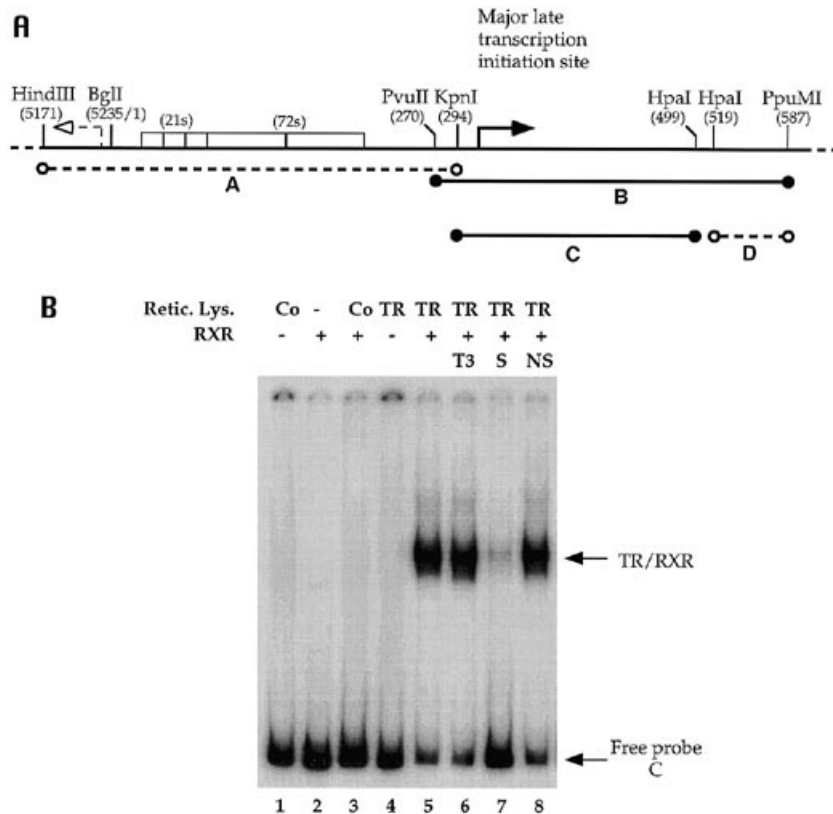 A
Major late
transcription
initiation site
HindIII BglI PvuII KpnI HpaI HpaI PpuMI
(5171) (5235/1) (21s) (72s) (270) (294) (499) (519) (587)
A
B
C D
B
Retic. Lys. Co - Co TR TR TR TR TR
RXR - + + - + + + +
T3 S NS
TR/RXR
Free probe
C
1 2 3 4 5 6 7 8